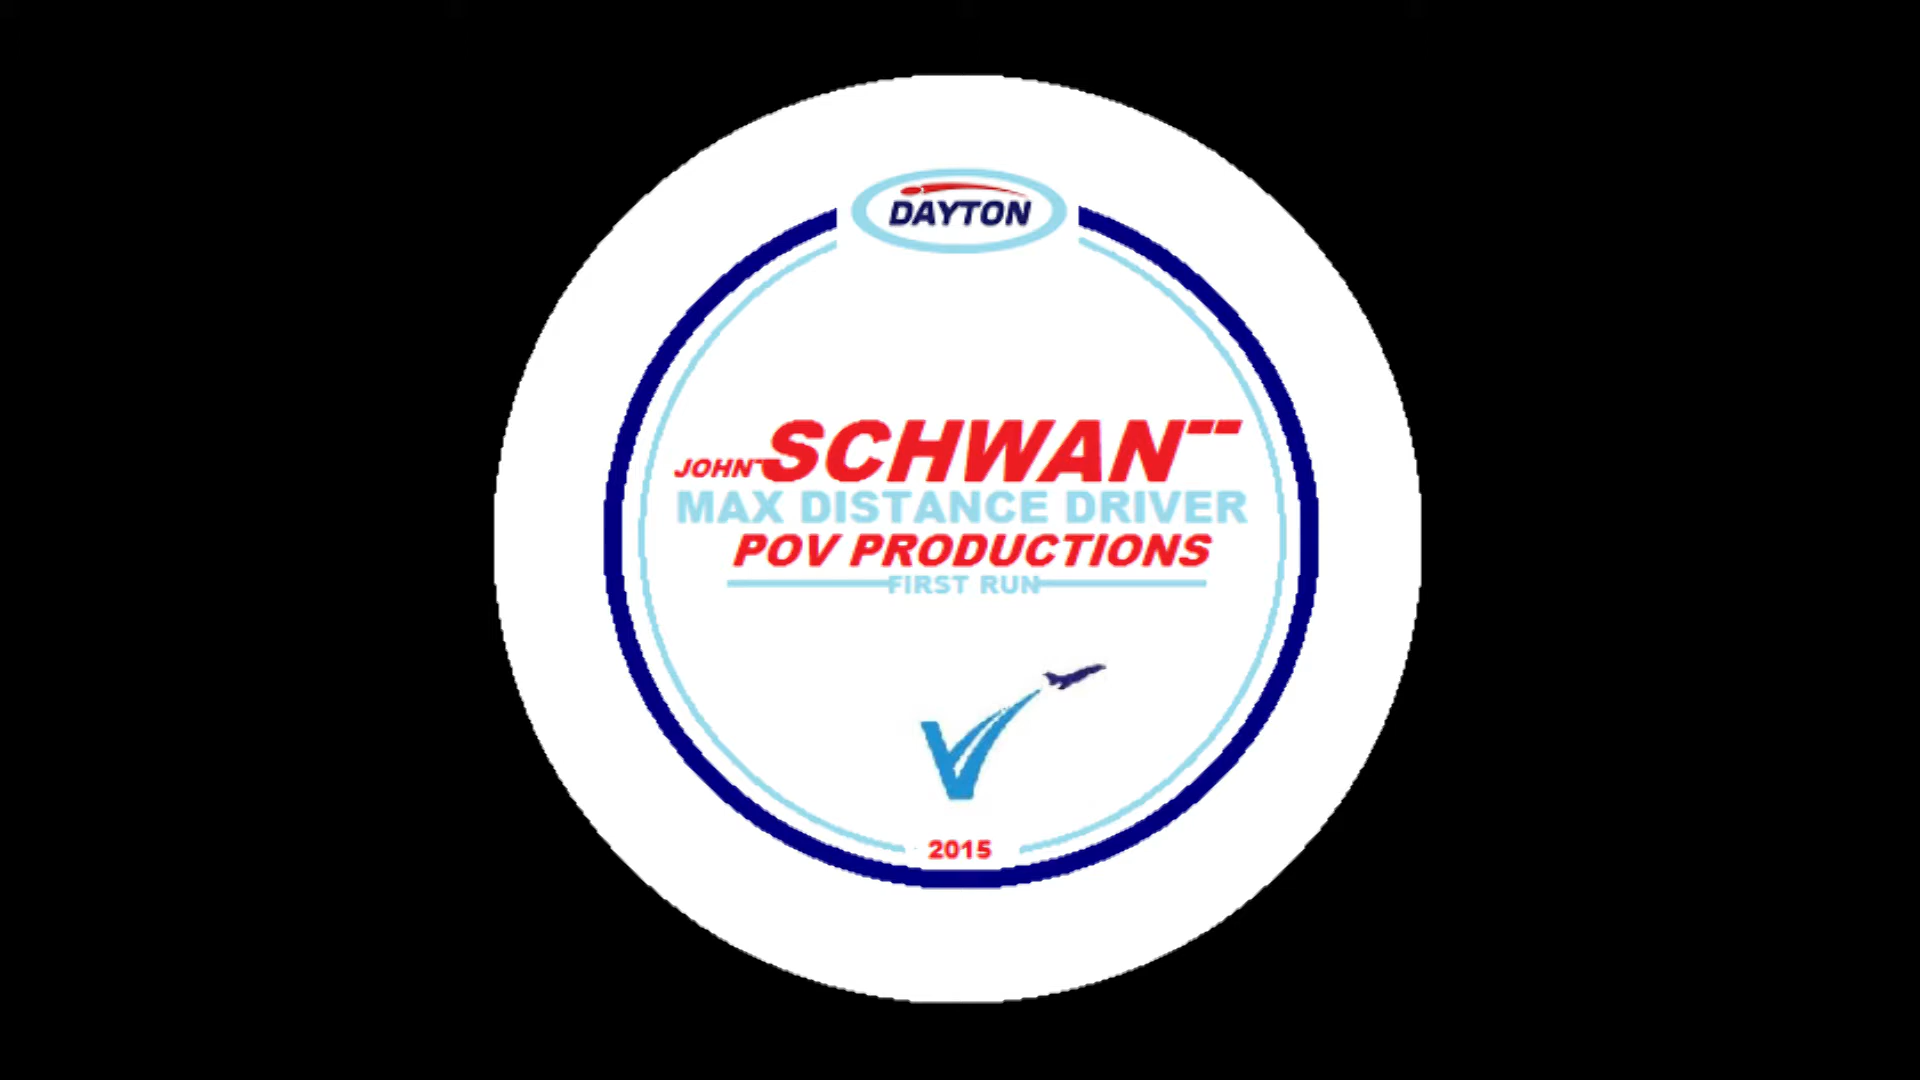 DAYTON
JOHN SCHWAN
MAX DISTANCE DRIVER
POV PRODUCTIONS
FIRST RUN
2015